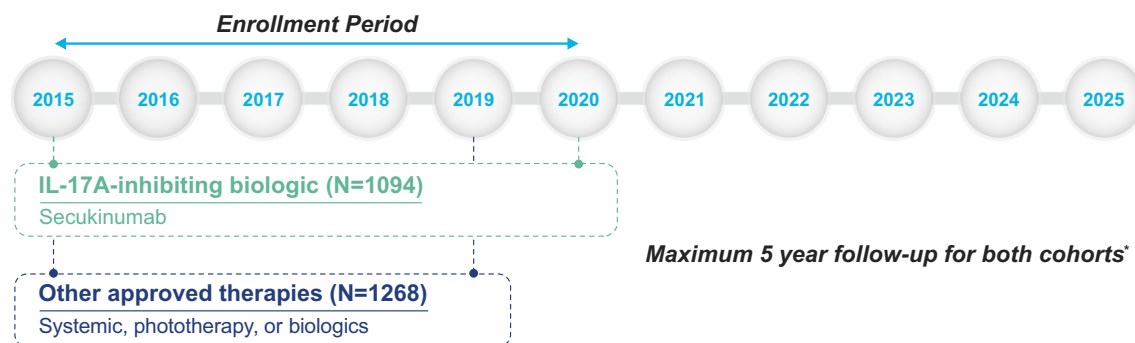 Enrollment Period
2015 2016 2017 2018 2019 2020 2021 2022 2023 2024 2025
IL-17A-inhibiting biologic (N=1094)
Secukinumab
Maximum 5 year follow-up for both cohorts*
Other approved therapies (N=1268)
Systemic, phototherapy, or biologics